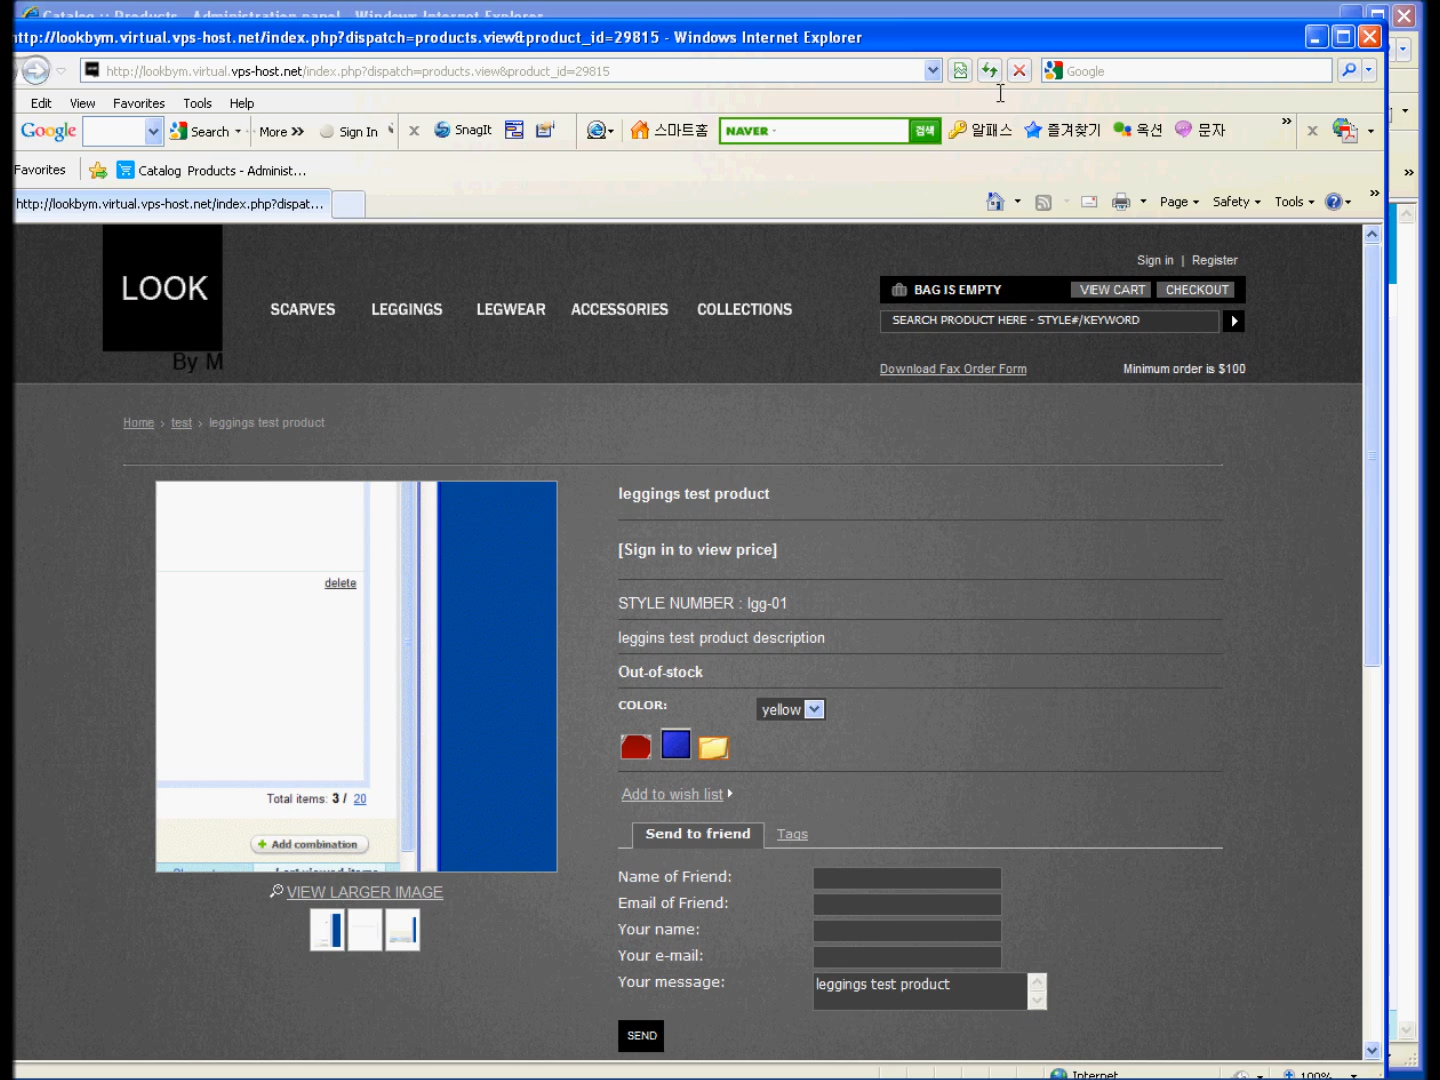 Catalog :: Products - Administration panel - Windows Internet Explorer
ttp://lookbym.virtual.vps-host.net/index.php?dispatch=products.view&product_id=29815 - Windows Internet Explorer
http://lookbym.virtual.vps-host.net/index.php?dispatch=products.view&product_id=29815
Google
Edit View Favorites Tools Help
Google Search More >> Sign In X SnagIt 스마트홈 NAVER 검색 알패스 즐겨찾기 옥션 문자 »
Favorites Catalog Products - Administ...
http://lookbym.virtual.vps-host.net/index.php?dispat...
Page Safety Tools »
LOOK
By M
SCARVES LEGGINGS LEGWEAR ACCESSORIES COLLECTIONS
Sign in | Register
BAG IS EMPTY VIEW CART CHECKOUT
SEARCH PRODUCT HERE - STYLE#/KEYWORD
Download Fax Order Form Minimum order is $100
Home › test › leggings test product
delete
Total items: 3 / 20
+ Add combination
VIEW LARGER IMAGE
leggings test product
[Sign in to view price]
STYLE NUMBER : lgg-01
leggins test product description
Out-of-stock
COLOR: yellow
Add to wish list
Send to friend Tags
Name of Friend:
Email of Friend:
Your name:
Your e-mail:
Your message: leggings test product
SEND
Internet 100%